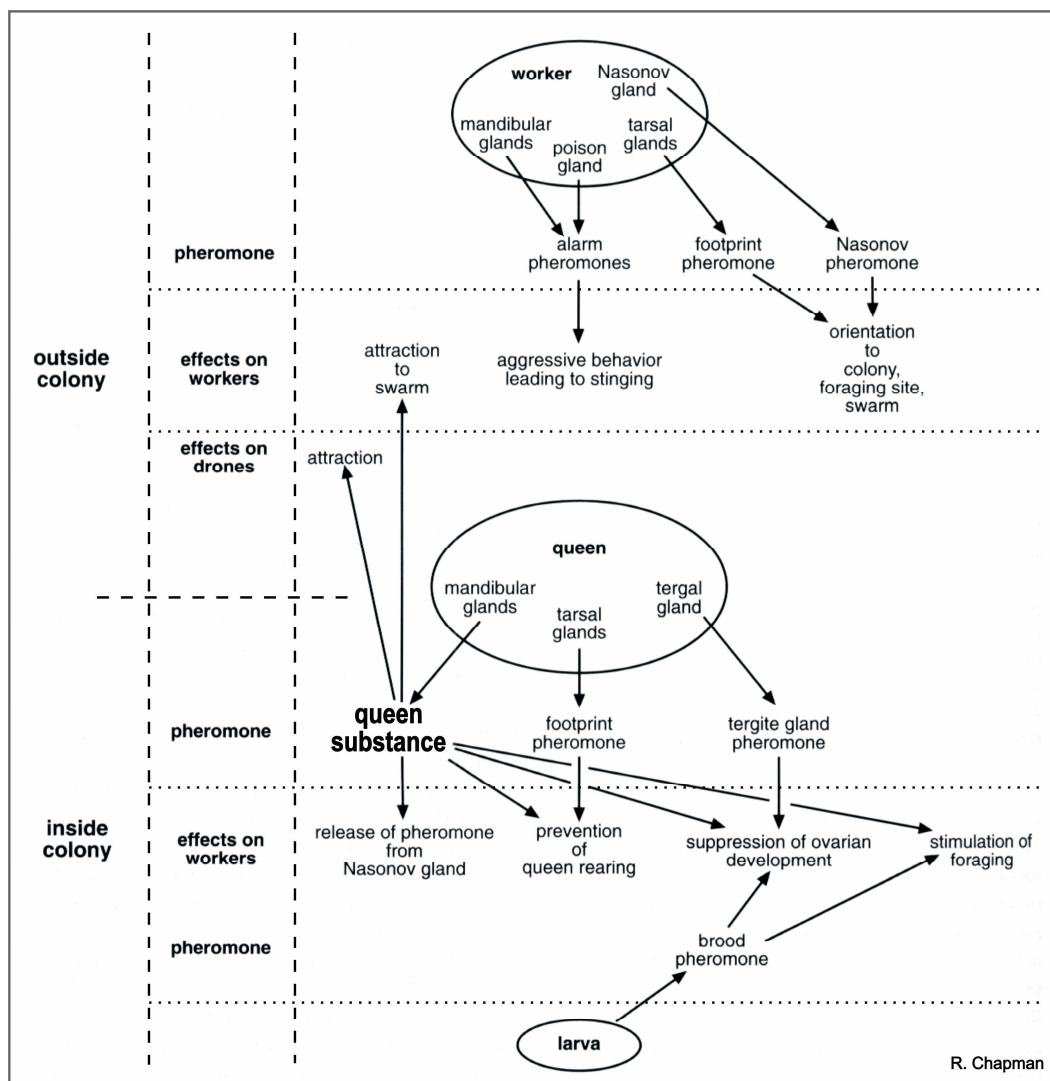 worker
Nasonov
gland
mandibular
glands
poison
gland
tarsal
glands
pheromone
alarm
pheromones
footprint
pheromone
Nasonov
pheromone
outside
colony
effects on
workers
attraction
to
swarm
aggressive behavior
leading to stinging
orientation
to
colony,
foraging site,
swarm
effects on
drones
attraction
queen
mandibular
glands
tarsal
glands
tergal
gland
pheromone
queen
substance
footprint
pheromone
tergite gland
pheromone
inside
colony
effects on
workers
release of pheromone
from
Nasonov gland
prevention
of
queen rearing
suppression of ovarian
development
stimulation of
foraging
pheromone
brood
pheromone
larva
R. Chapman